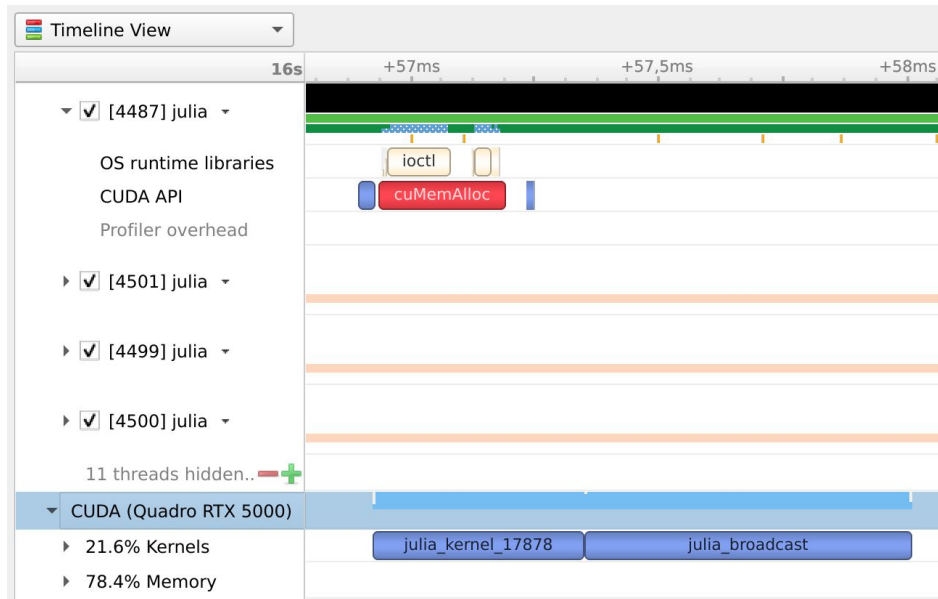 Timeline View
16s +57ms +57,5ms +58ms
[4487] julia
OS runtime libraries ioctl
CUDA API cuMemAlloc
Profiler overhead
[4501] julia
[4499] julia
[4500] julia
11 threads hidden..
CUDA (Quadro RTX 5000)
21.6% Kernels julia_kernel_17878 julia_broadcast
78.4% Memory